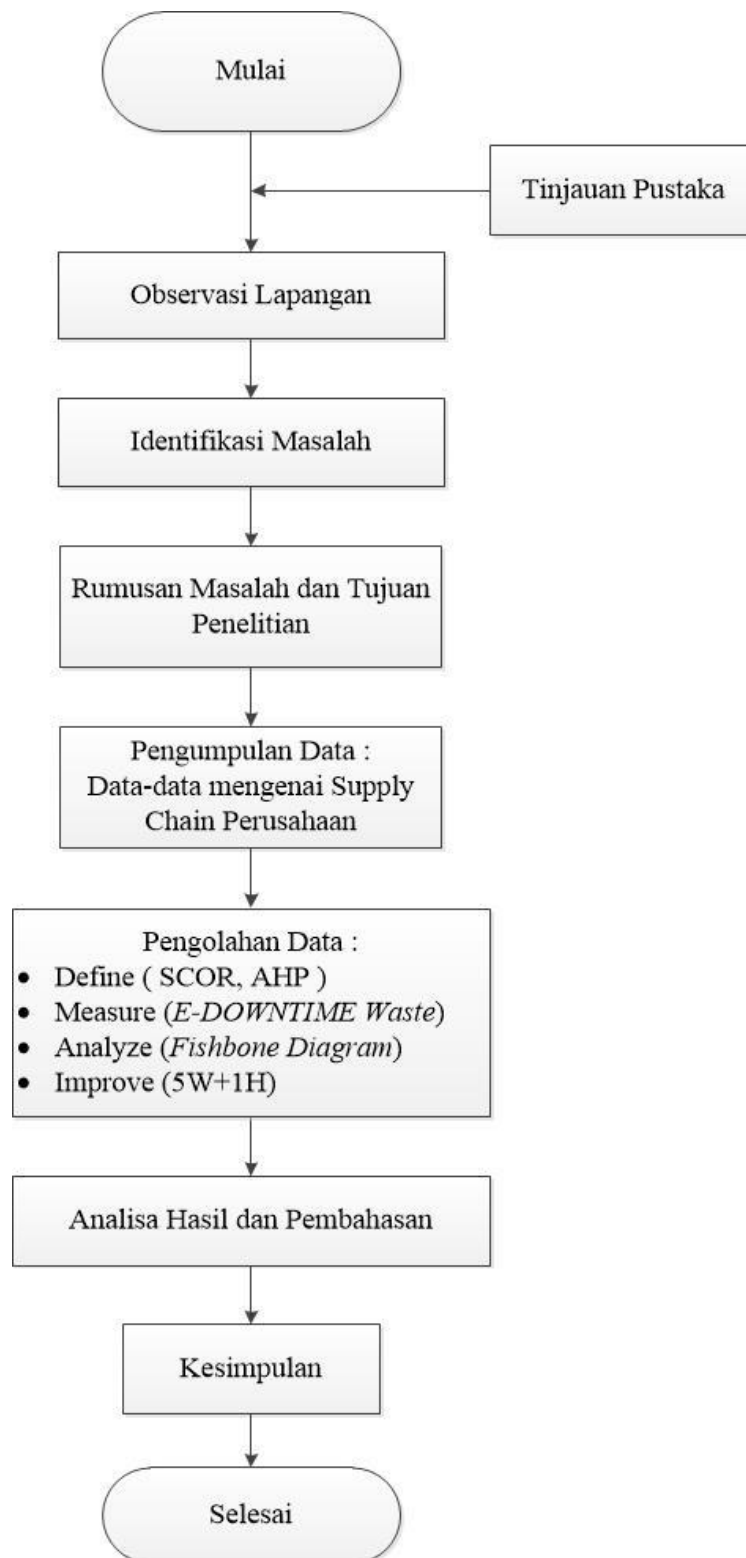 Mulai
Tinjauan Pustaka
Observasi Lapangan
Identifikasi Masalah
Rumusan Masalah dan Tujuan
Penelitian
Pengumpulan Data :
Data-data mengenai Supply
Chain Perusahaan
Pengolahan Data :
• Define ( SCOR, AHP )
• Measure (E-DOWNTIME Waste)
• Analyze (Fishbone Diagram)
• Improve (5W+1H)
Analisa Hasil dan Pembahasan
Kesimpulan
Selesai